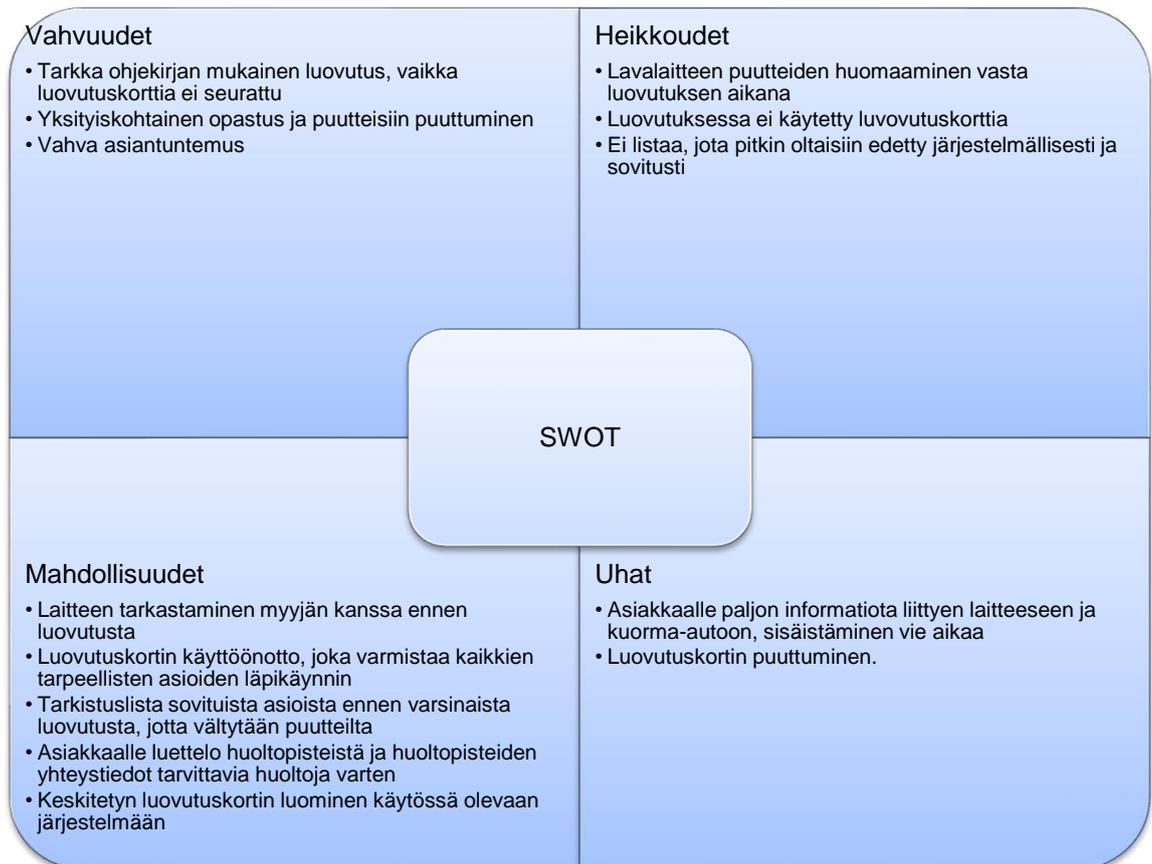 Vahvuudet
• Tarkka ohjekirjan mukainen luovutus, vaikka
luovutuskorttia ei seurattu
• Yksityiskohtainen opastus ja puutteisiin puuttuminen
• Vahva asiantuntemus
Heikkoudet
• Lavalaitteen puutteiden huomaaminen vasta
luovutuksen aikana
• Luovutuksessa ei käytetty luvovutuskorttia
• Ei listaa, jota pitkin oltaisiin edetty järjestelmällisesti ja
sovitusti
SWOT
Mahdollisuudet
• Laitteen tarkastaminen myyjän kanssa ennen
luovutusta
• Luovutuskortin käyttöönotto, joka varmistaa kaikkien
tarpeellisten asioiden läpikäynnin
• Tarkistuslista sovituista asioista ennen varsinaista
luovutusta, jotta vältytään puutteilta
• Asiakkaalle luettelo huoltopisteistä ja huoltopisteiden
yhteystiedot tarvittavia huoltoja varten
• Keskitetyn luovutuskortin luominen käytössä olevaan
järjestelmään
Uhat
• Asiakkaalle paljon informatiota liittyen laitteeseen ja
kuorma-autoon, sisäistäminen vie aikaa
• Luovutuskortin puuttuminen.